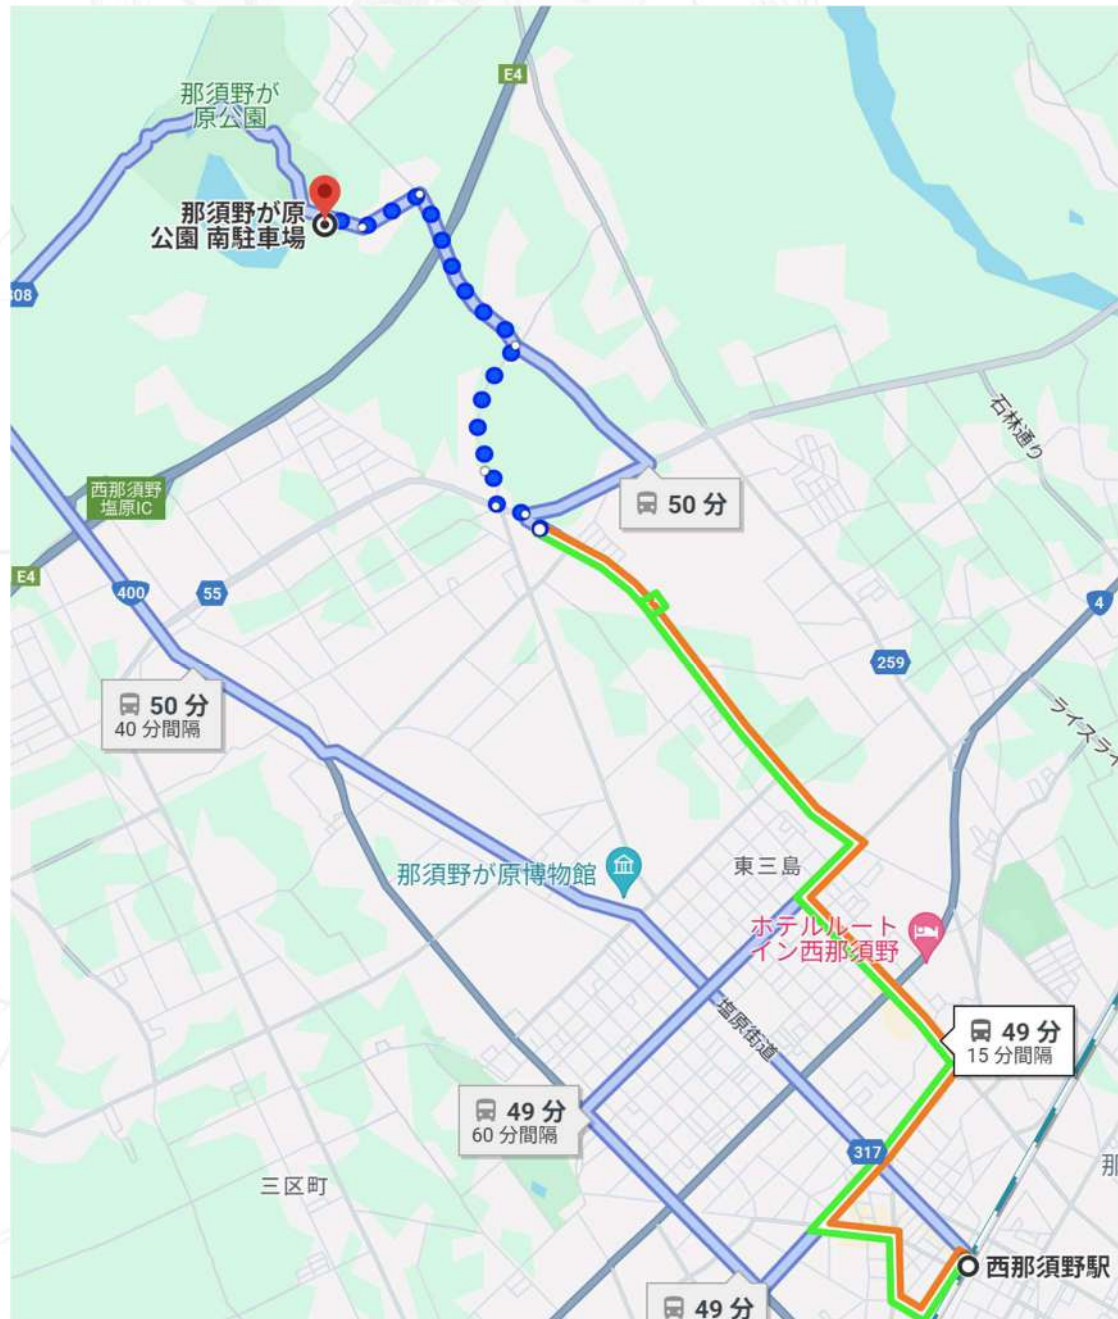 E4
那須野が
原公園
那須野が原
公園 南駐車場
308
石林通り
50 分
西那須野
塩原IC
E4
400
55
4
259
50 分
40 分間隔
ライスライ
東三島
那須野が原博物館
ホテルルート
イン西那須野
塩原街道
49 分
15 分間隔
49 分
60 分間隔
317
那
三区町
西那須野駅
49 分